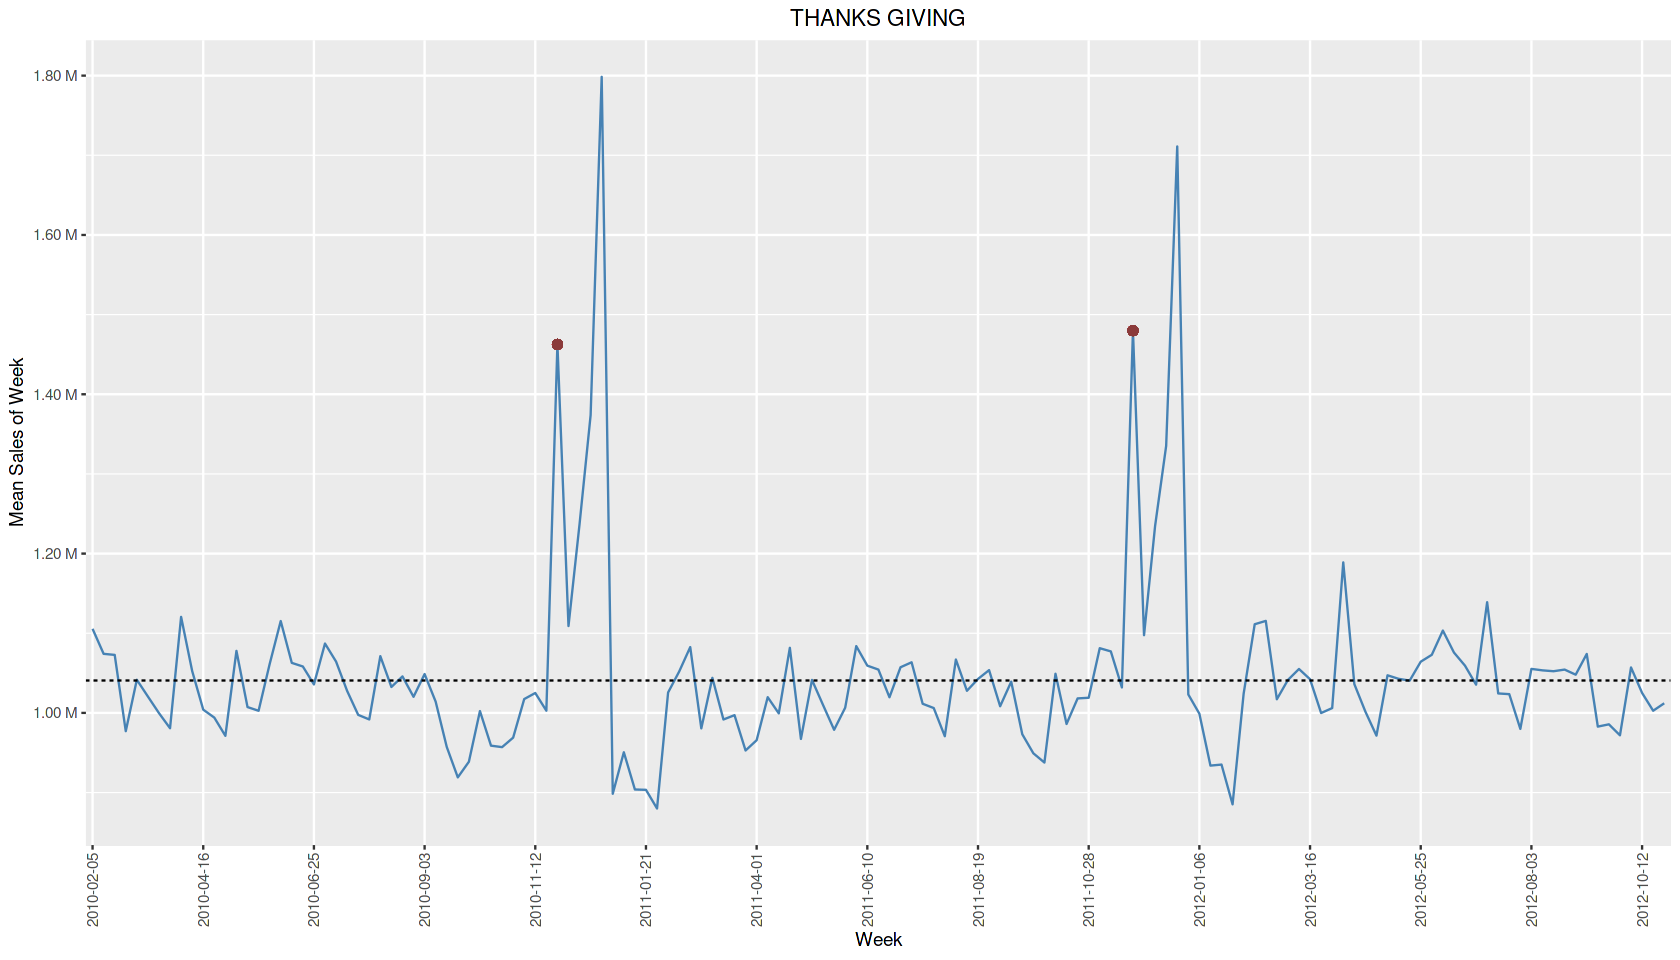 THANKS GIVING
Mean Sales of Week
1.80 M
1.60 M
1.40 M
1.20 M
1.00 M
2010-02-05
2010-04-16
2010-06-25
2010-09-03
2010-11-12
2011-01-21
2011-04-01
2011-06-10
2011-08-19
2011-10-28
2012-01-06
2012-03-16
2012-05-25
2012-08-03
2012-10-12
Week